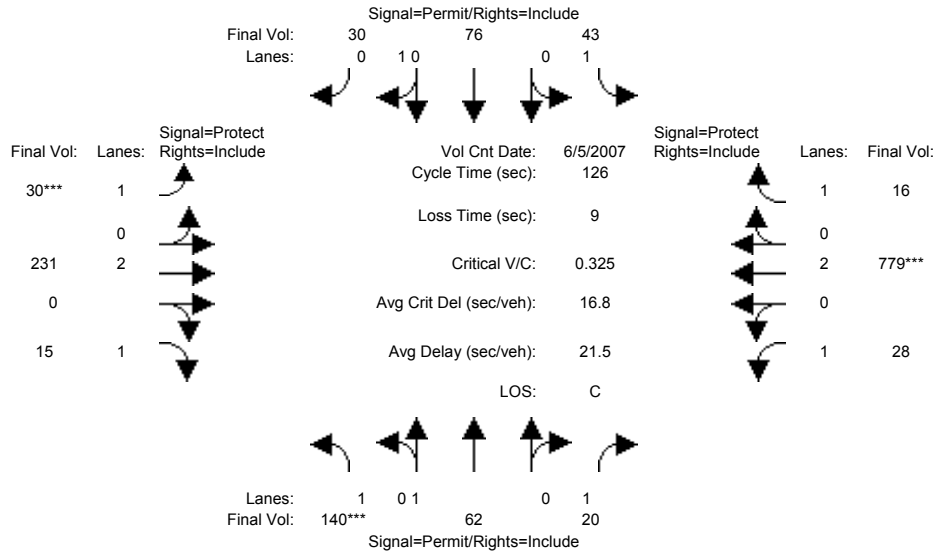 Signal=Permit/Rights=Include
Final Vol: 30 76 43
Lanes: 0 1 0 0 1
Signal=Protect
Final Vol: Lanes: Rights=Include
Vol Cnt Date: 6/5/2007
Signal=Protect
Rights=Include Lanes: Final Vol:
Cycle Time (sec): 126
30*** 1
1 16
Loss Time (sec): 9
0
0
231 2
Critical V/C: 0.325
2 779***
0
Avg Crit Del (sec/veh): 16.8
0
15 1
Avg Delay (sec/veh): 21.5
1 28
LOS: C
Lanes: 1 0 1 0 1
Final Vol: 140*** 62 20
Signal=Permit/Rights=Include